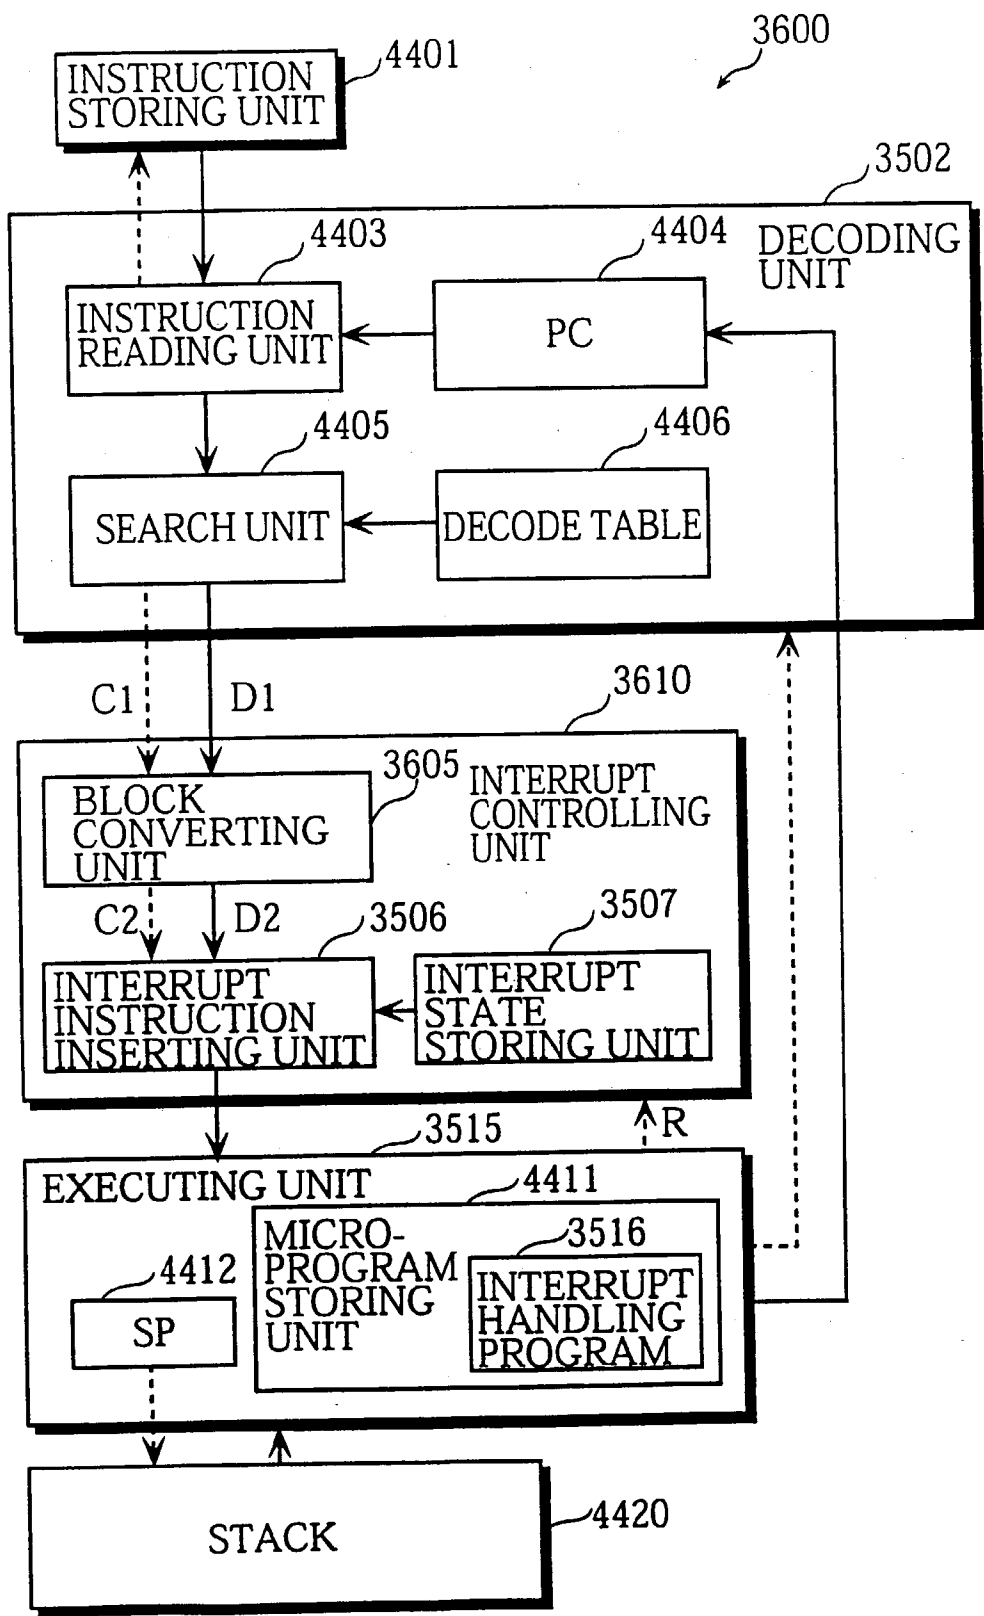 3600
4401
INSTRUCTION
STORING UNIT
3502
DECODING
UNIT
4403
INSTRUCTION
READING UNIT
4404
PC
4405
SEARCH UNIT
4406
DECODE TABLE
C1
D1
3610
INTERRUPT
CONTROLLING
UNIT
3605
BLOCK
CONVERTING
UNIT
C2
D2
3506
INTERRUPT
INSTRUCTION
INSERTING UNIT
3507
INTERRUPT
STATE
STORING UNIT
R
3515
EXECUTING UNIT
4411
MICRO-
PROGRAM
STORING
UNIT
3516
INTERRUPT
HANDLING
PROGRAM
4412
SP
STACK
4420